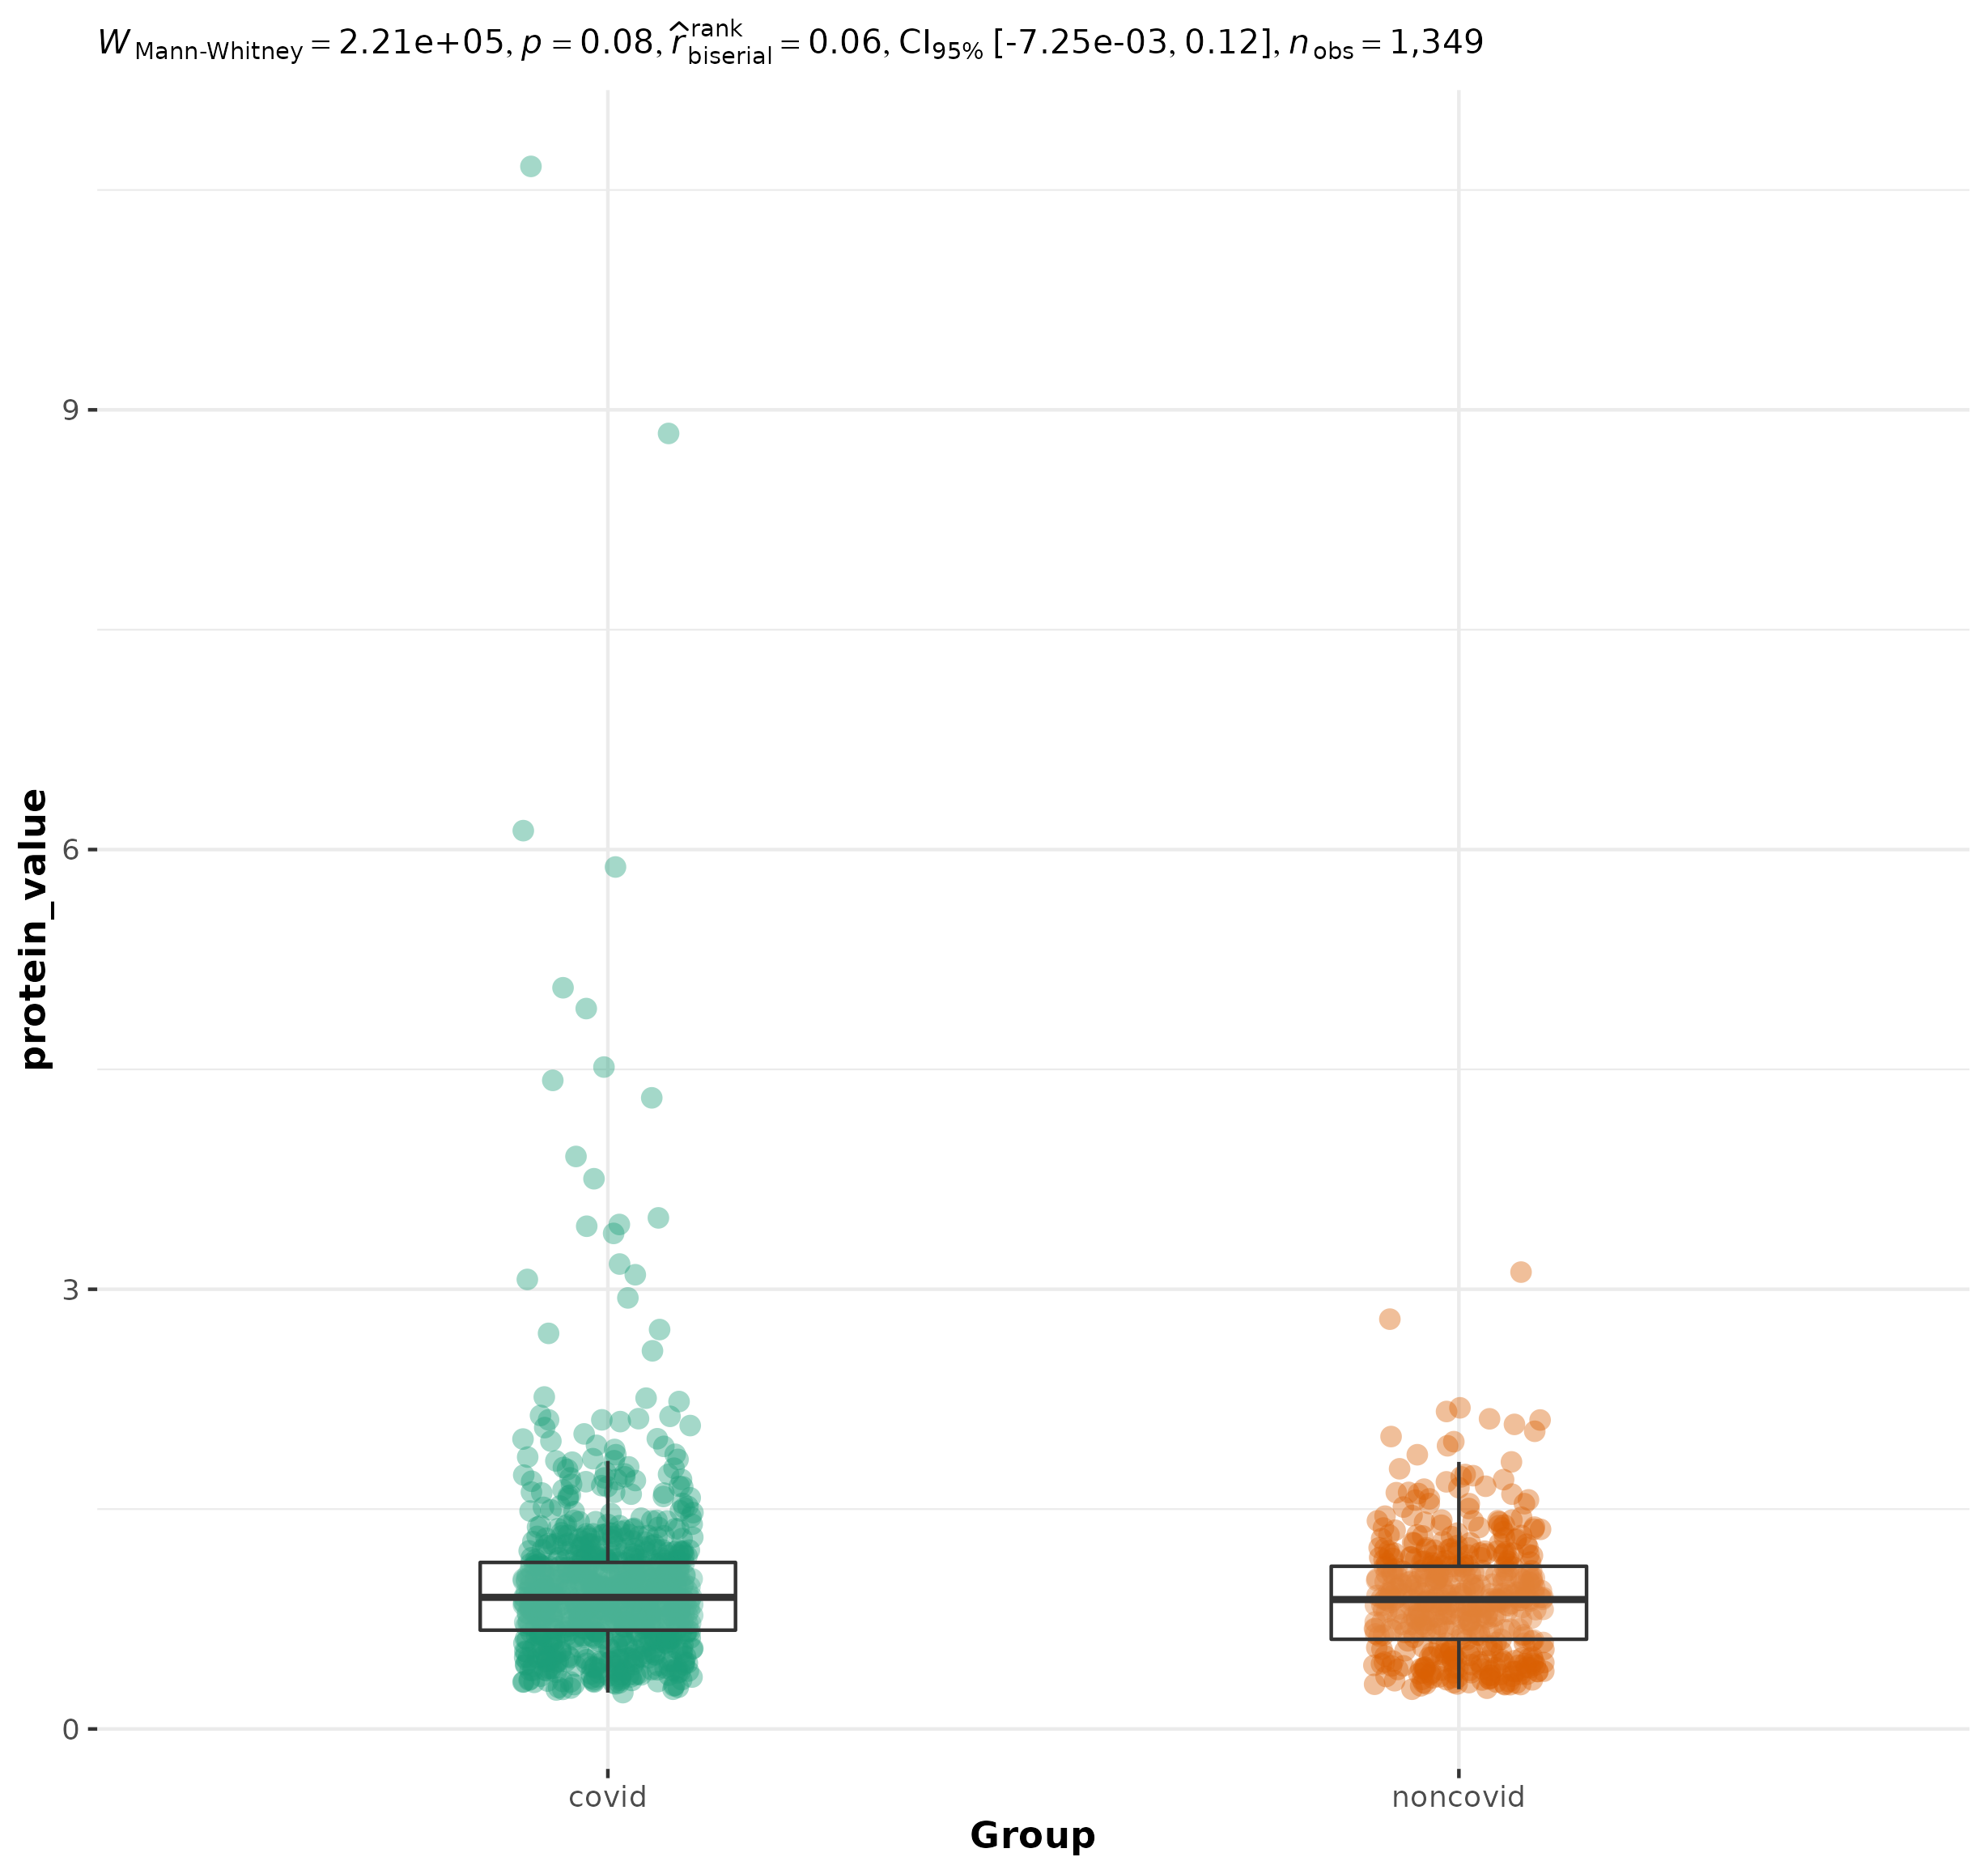 W Mann-Whitney = 2.21e+05, p = 0.08, r̂ rank biserial = 0.06, CI95% [-7.25e-03, 0.12], n obs = 1,349
9
6
3
0
protein_value
covid noncovid
Group